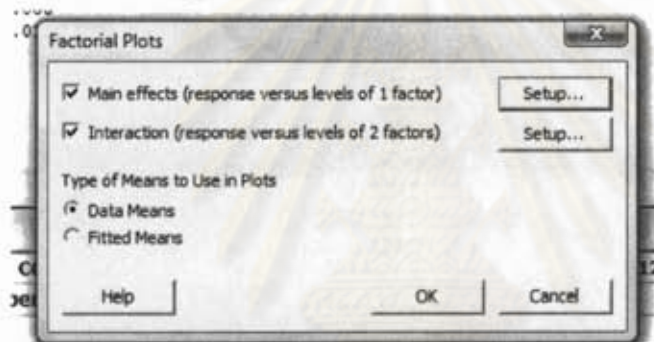 Factorial Plots
Main effects (response versus levels of 1 factor) Setup...
Interaction (response versus levels of 2 factors) Setup...
Type of Means to Use in Plots
Data Means
Fitted Means
Help OK Cancel